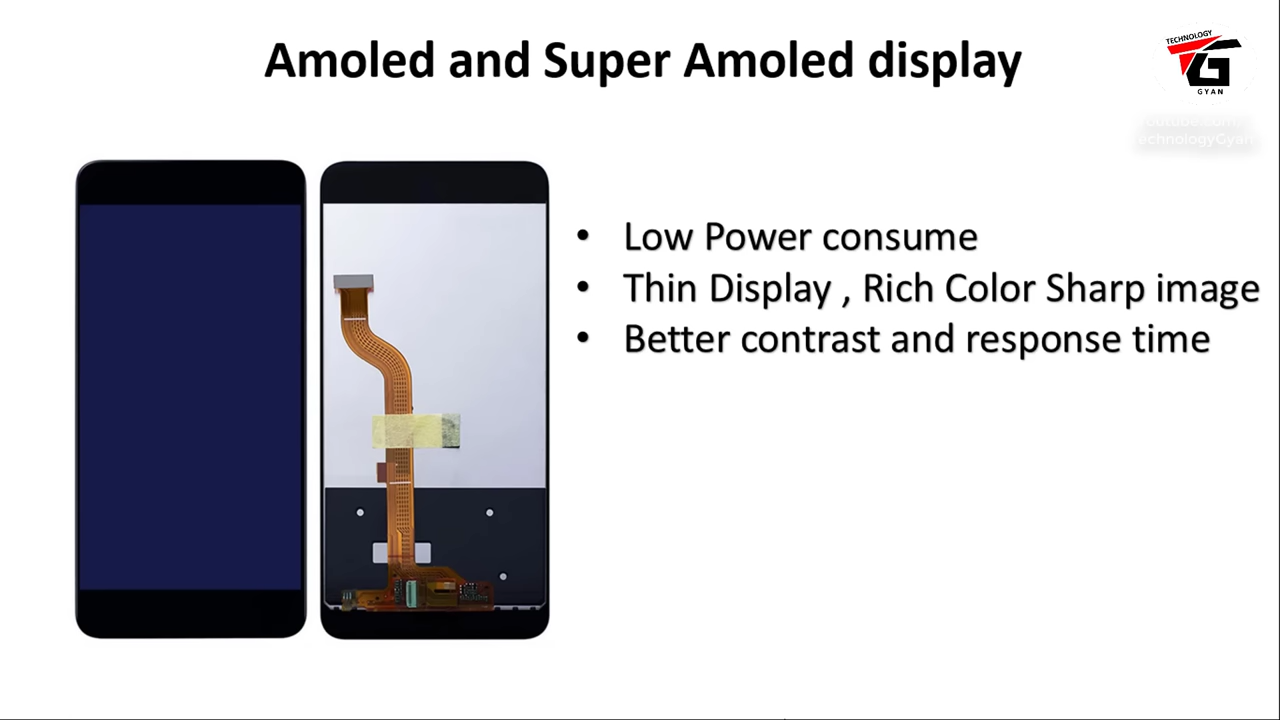 Amoled and Super Amoled display
TECHNOLOGY
GYAN
Low Power consume
Thin Display , Rich Color Sharp image
Better contrast and response time